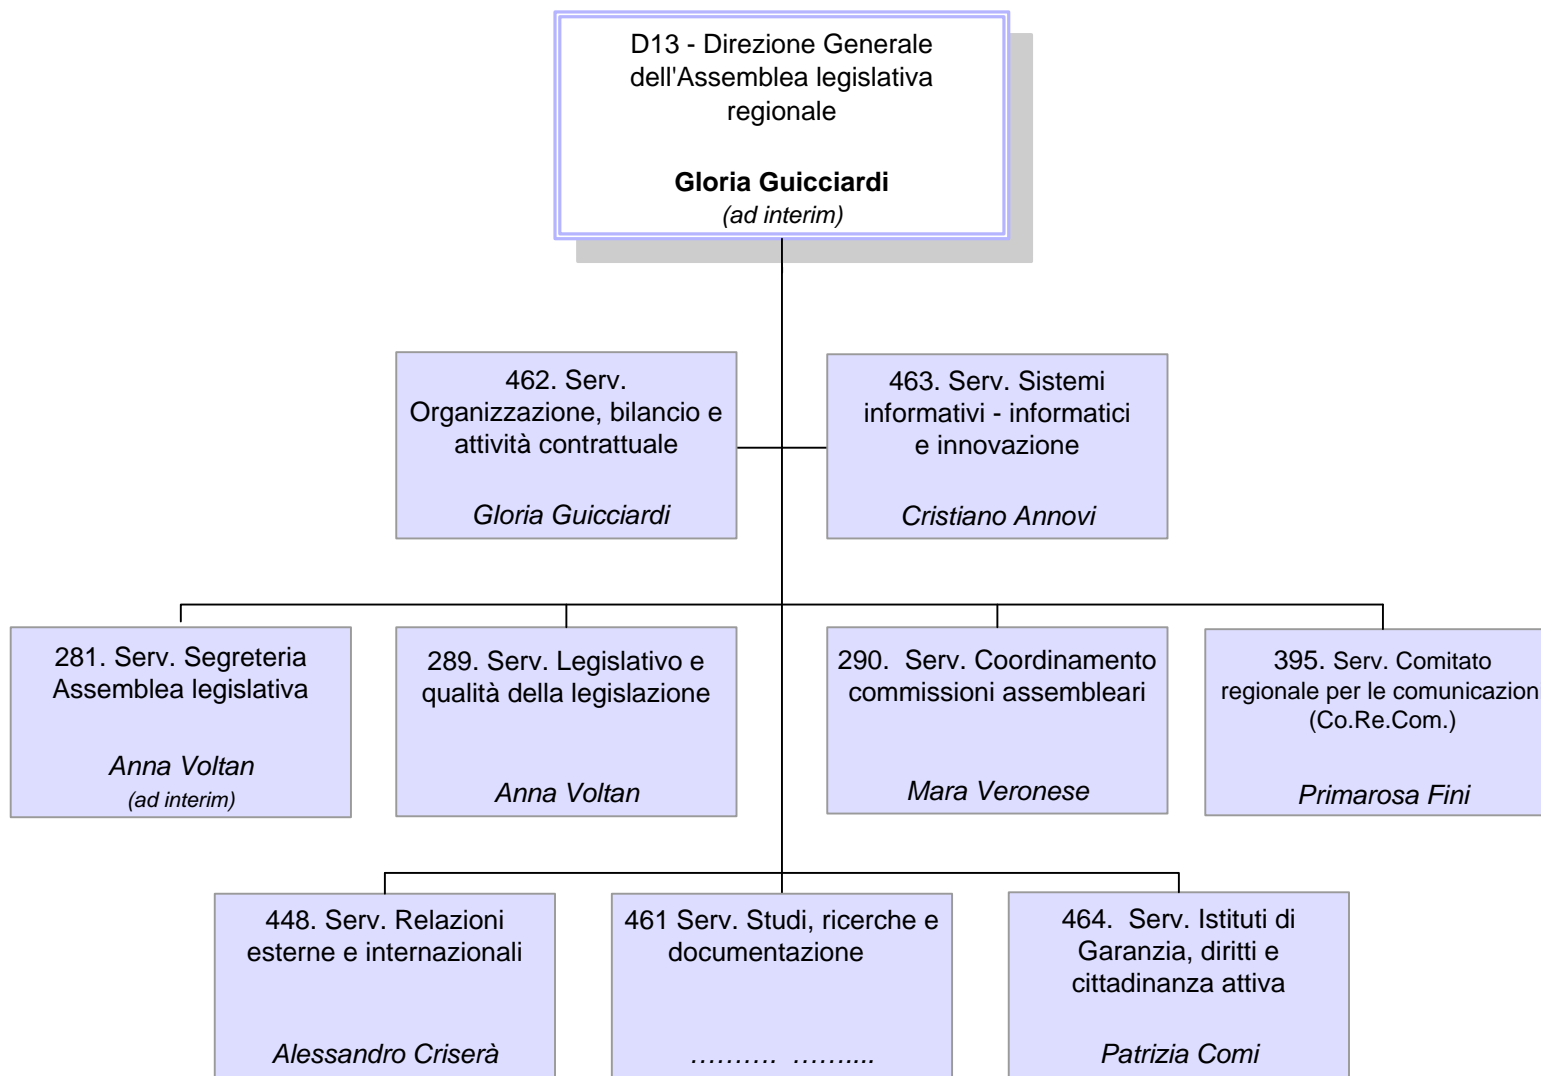 D13 - Direzione Generale
dell'Assemblea legislativa
regionale
Gloria Guicciardi
(ad interim)
462. Serv.
Organizzazione, bilancio e
attività contrattuale
Gloria Guicciardi
463. Serv. Sistemi
informativi - informatici
e innovazione
Cristiano Annovi
281. Serv. Segreteria
Assemblea legislativa
Anna Voltan
(ad interim)
289. Serv. Legislativo e
qualità della legislazione
Anna Voltan
290.  Serv. Coordinamento
commissioni assembleari
Mara Veronese
395. Serv. Comitato
regionale per le comunicazion
(Co.Re.Com.)
Primarosa Fini
448. Serv. Relazioni
esterne e internazionali
Alessandro Criserà
461 Serv. Studi, ricerche e
documentazione
………. ……....
464.  Serv. Istituti di
Garanzia, diritti e
cittadinanza attiva
Patrizia Comi